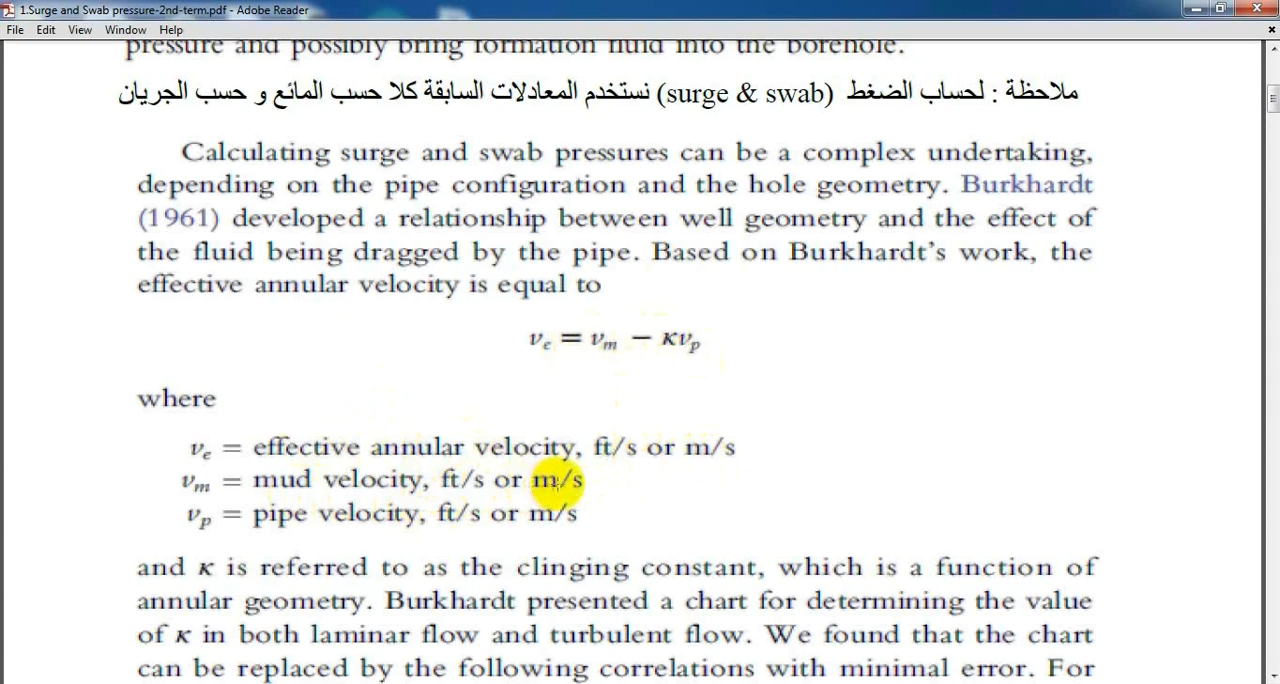 1.Surge and Swab pressure-2nd-term.pdf - Adobe Reader
File Edit View Window Help
pressure and possibly bring formation fluid into the borehole.
ملاحظة : لحساب الضغط (surge & swab) نستخدم المعادلات السابقة كلا حسب المائع و حسب الجريان
Calculating surge and swab pressures can be a complex undertaking,
depending on the pipe configuration and the hole geometry. Burkhardt
(1961) developed a relationship between well geometry and the effect of
the fluid being dragged by the pipe. Based on Burkhardt's work, the
effective annular velocity is equal to
νₑ = νₘ − κνₚ
where
νₑ = effective annular velocity, ft/s or m/s
νₘ = mud velocity, ft/s or m/s
νₚ = pipe velocity, ft/s or m/s
and κ is referred to as the clinging constant, which is a function of
annular geometry. Burkhardt presented a chart for determining the value
of κ in both laminar flow and turbulent flow. We found that the chart
can be replaced by the following correlations with minimal error. For